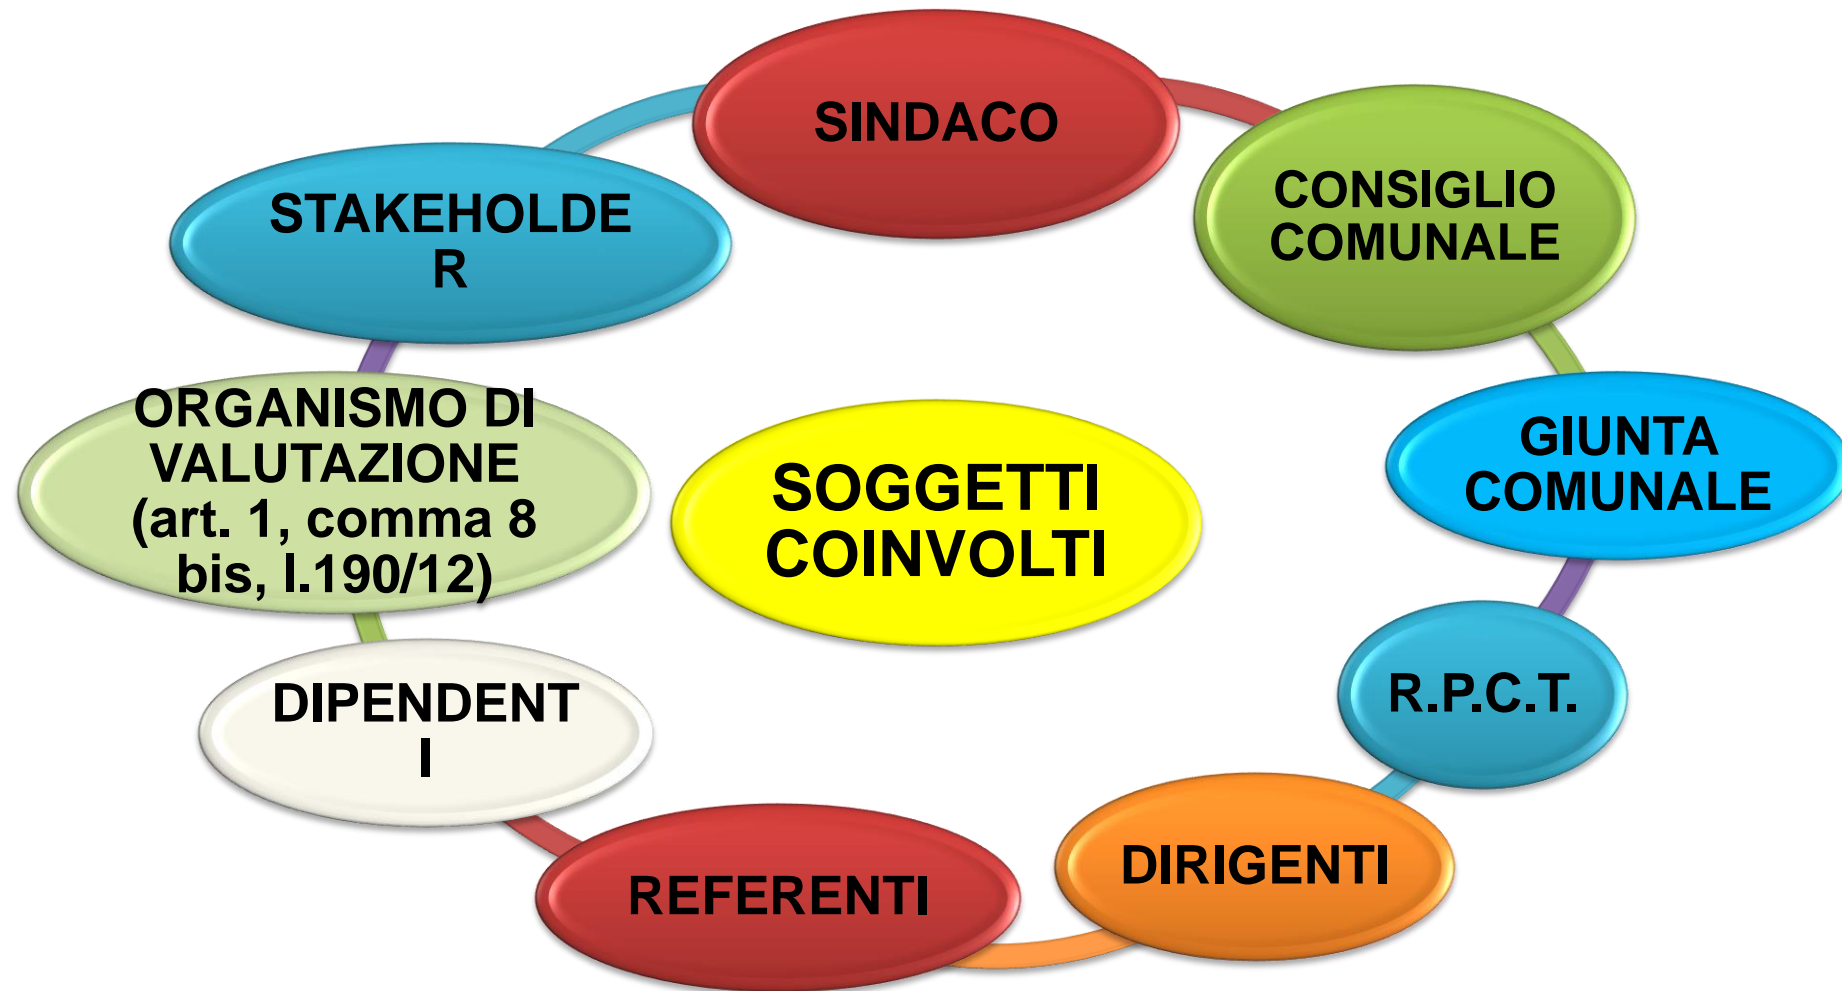 SINDACO
CONSIGLIO
COMUNALE
GIUNTA
COMUNALE
R.P.C.T.
DIRIGENTI
REFERENTI
DIPENDENT
I
ORGANISMO DI
VALUTAZIONE
(art. 1, comma 8
bis, l.190/12)
STAKEHOLDE
R
SOGGETTI
COINVOLTI